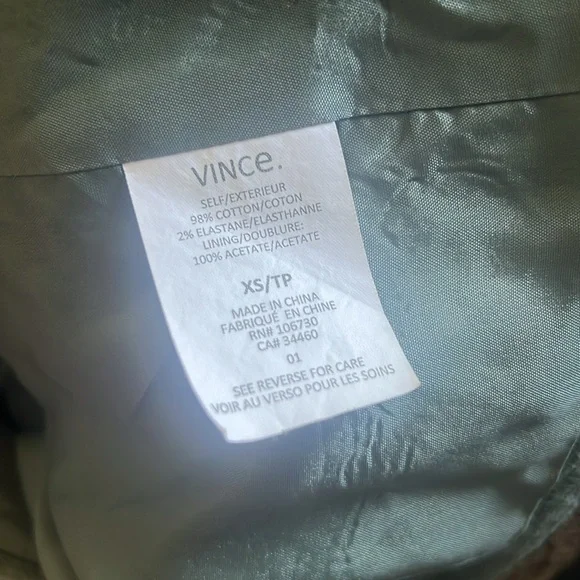 VINCe.
SELF/EXTERIEUR
98% COTTON/COTON
2% ELASTANE/ELASTHANNE
LINING/DOUBLURE:
100% ACETATE/ACETATE
XS/TP
MADE IN CHINA
FABRIQUÉ EN CHINE
RN# 106730
CA# 34460
01
SEE REVERSE FOR CARE
VOIR AU VERSO POUR LES SOINS